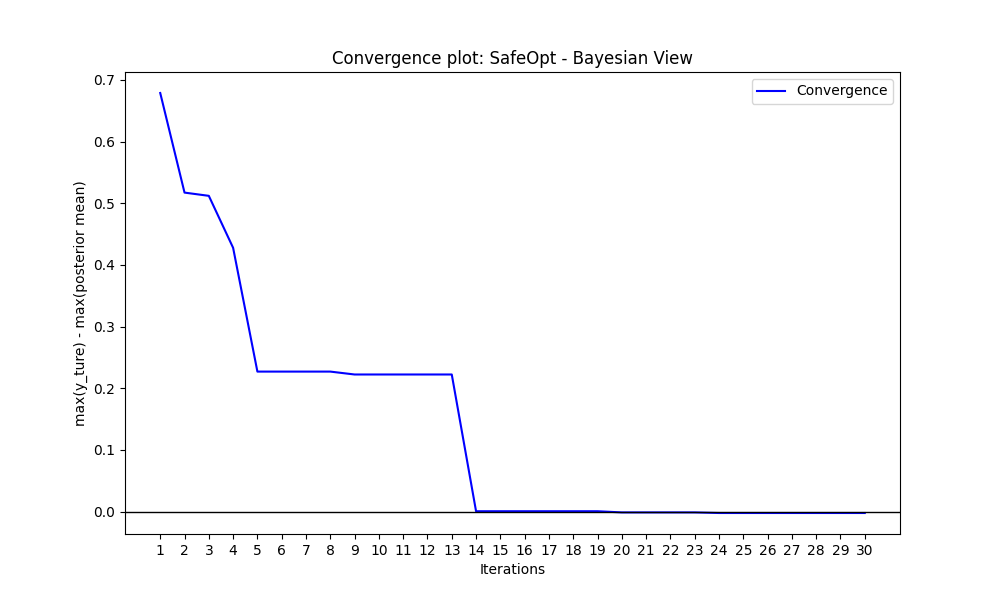 Convergence plot: SafeOpt - Bayesian View
Convergence
max(y_ture) - max(posterior mean)
0.7
0.6
0.5
0.4
0.3
0.2
0.1
0.0
1 2 3 4 5 6 7 8 9 10 11 12 13 14 15 16 17 18 19 20 21 22 23 24 25 26 27 28 29 30
Iterations